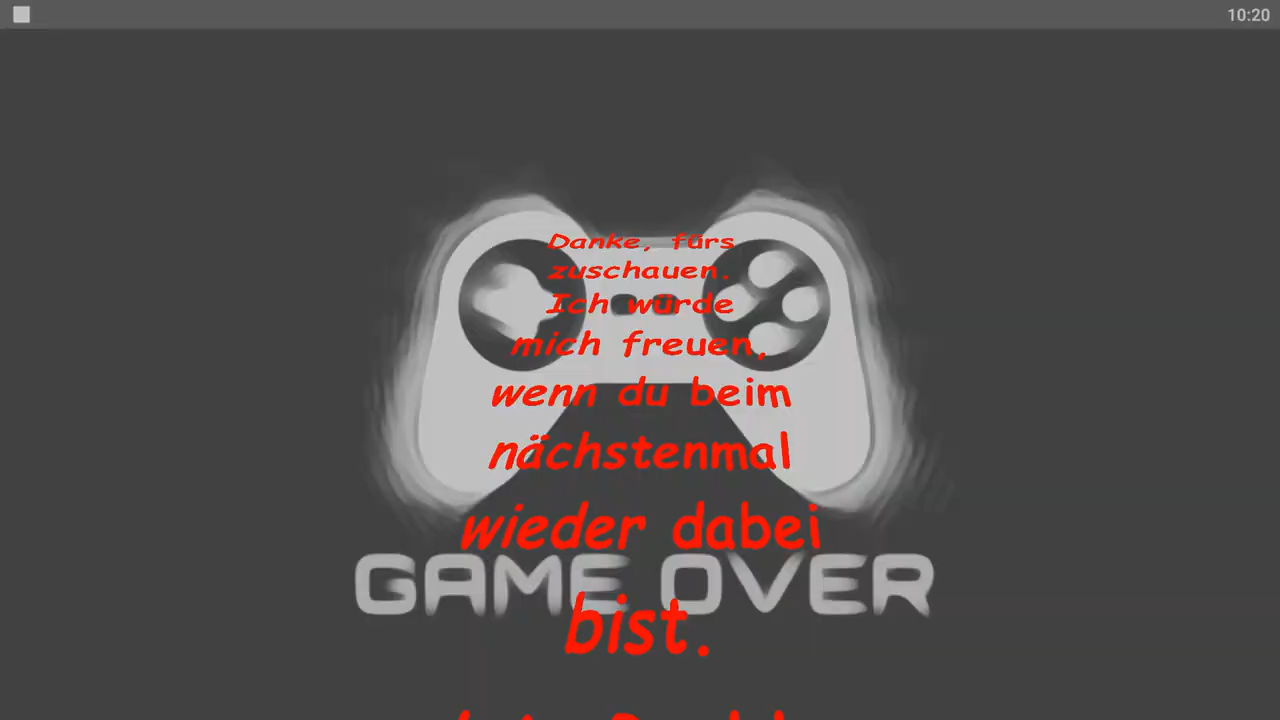 10:20
Danke, fürs
zuschauen.
Ich würde
mich freuen,
wenn du beim
nächstenmal
wieder dabei
GAME OVER
bist.